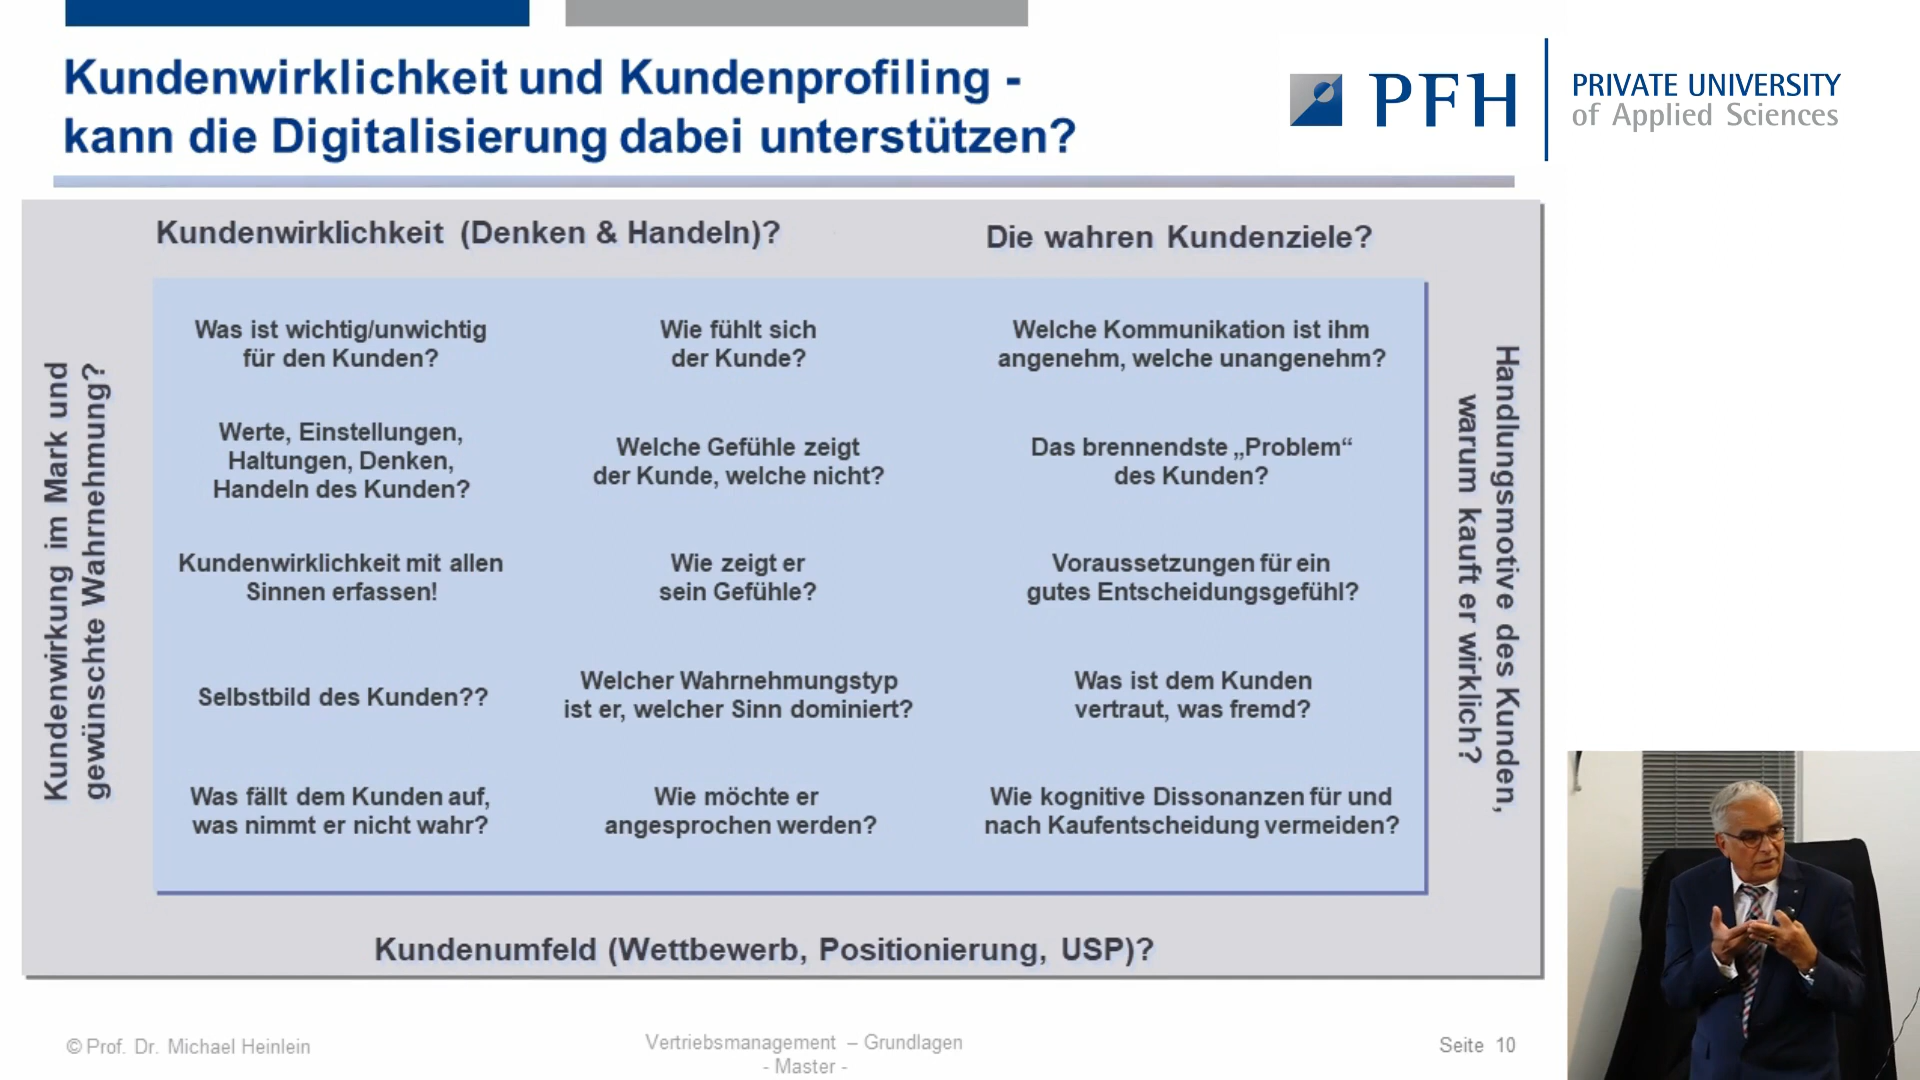 Kundenwirklichkeit und Kundenprofiling -
kann die Digitalisierung dabei unterstützen?
PFH
PRIVATE UNIVERSITY
of Applied Sciences
Kundenwirklichkeit (Denken & Handeln)?
Die wahren Kundenziele?
Kundenwirkung im Mark und
gewünschte Wahrnehmung?
Was ist wichtig/unwichtig
für den Kunden?
Wie fühlt sich
der Kunde?
Welche Kommunikation ist ihm
angenehm, welche unangenehm?
Werte, Einstellungen,
Haltungen, Denken,
Handeln des Kunden?
Welche Gefühle zeigt
der Kunde, welche nicht?
Das brennendste „Problem“
des Kunden?
Kundenwirklichkeit mit allen
Sinnen erfassen!
Wie zeigt er
sein Gefühle?
Voraussetzungen für ein
gutes Entscheidungsgefühl?
Selbstbild des Kunden??
Welcher Wahrnehmungstyp
ist er, welcher Sinn dominiert?
Was ist dem Kunden
vertraut, was fremd?
Was fällt dem Kunden auf,
was nimmt er nicht wahr?
Wie möchte er
angesprochen werden?
Wie kognitive Dissonanzen für und
nach Kaufentscheidung vermeiden?
Handlungsmotive des Kunden,
warum kauft er wirklich?
Kundenumfeld (Wettbewerb, Positionierung, USP)?
© Prof. Dr. Michael Heinlein
Vertriebsmanagement – Grundlagen
- Master -
Seite 10